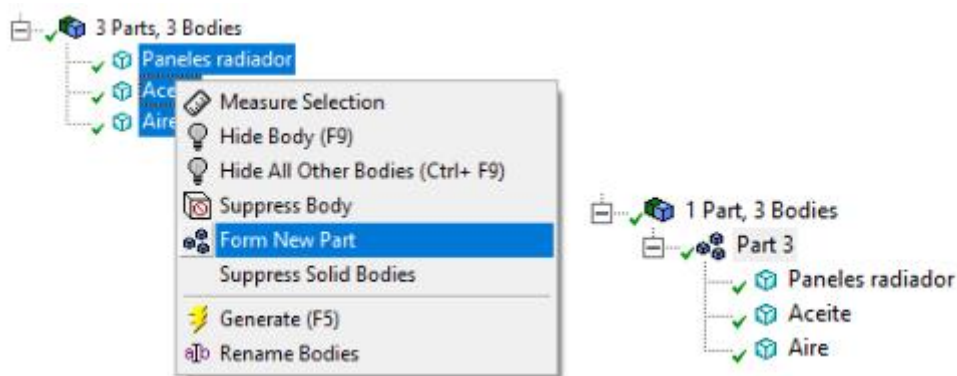 3 Parts, 3 Bodies
Paneles radiador
Ace
Aire
Measure Selection
Hide Body (F9)
Hide All Other Bodies (Ctrl+ F9)
Suppress Body
Form New Part
Suppress Solid Bodies
Generate (F5)
Rename Bodies
1 Part, 3 Bodies
Part 3
Paneles radiador
Aceite
Aire